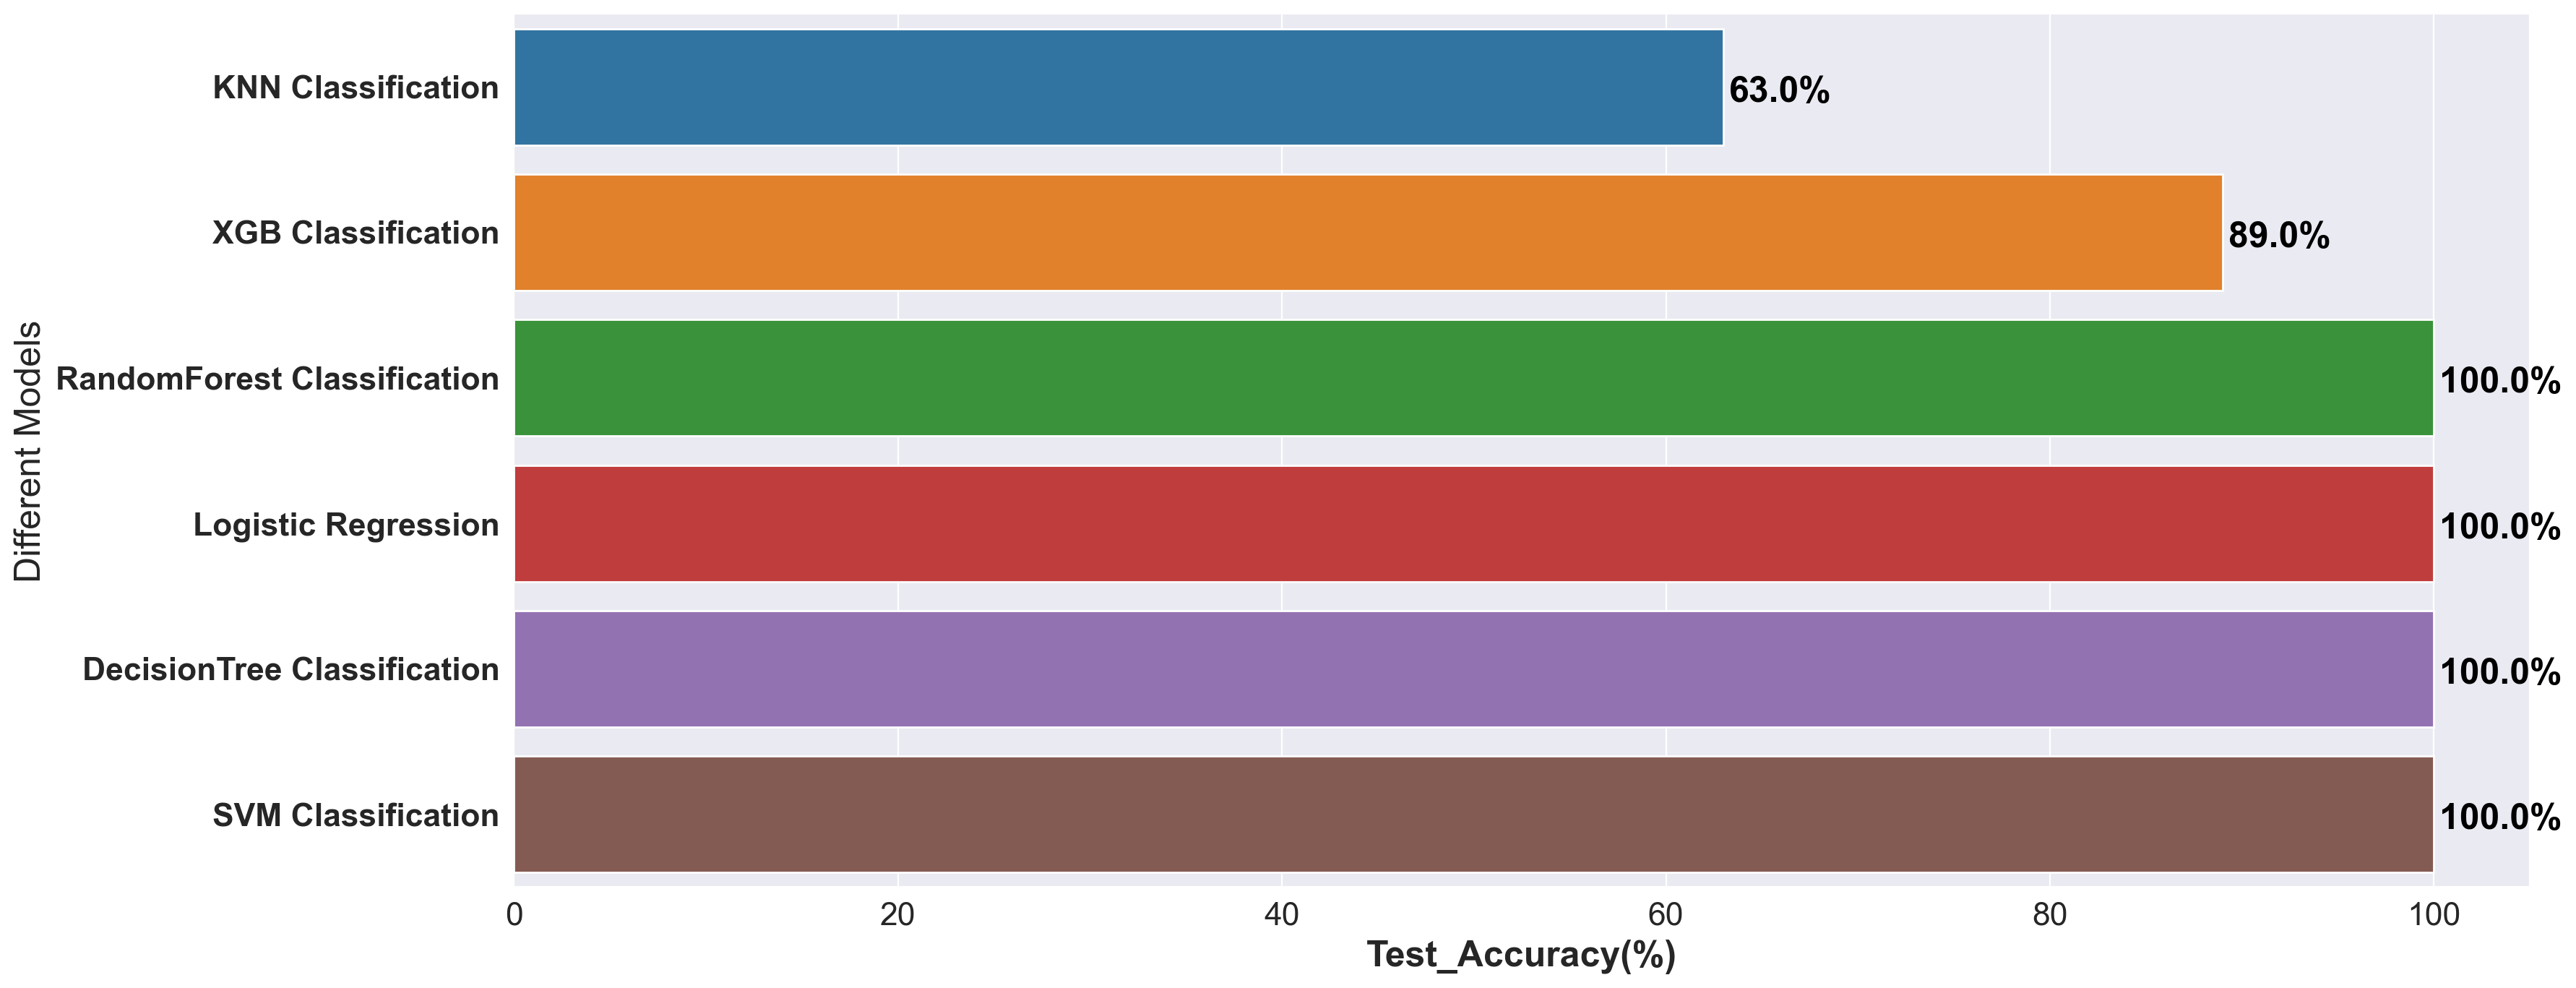 Different Models
KNN Classification
63.0%
XGB Classification
89.0%
RandomForest Classification
100.0%
Logistic Regression
100.0%
DecisionTree Classification
100.0%
SVM Classification
100.0%
0 20 40 60 80 100
Test_Accuracy(%)